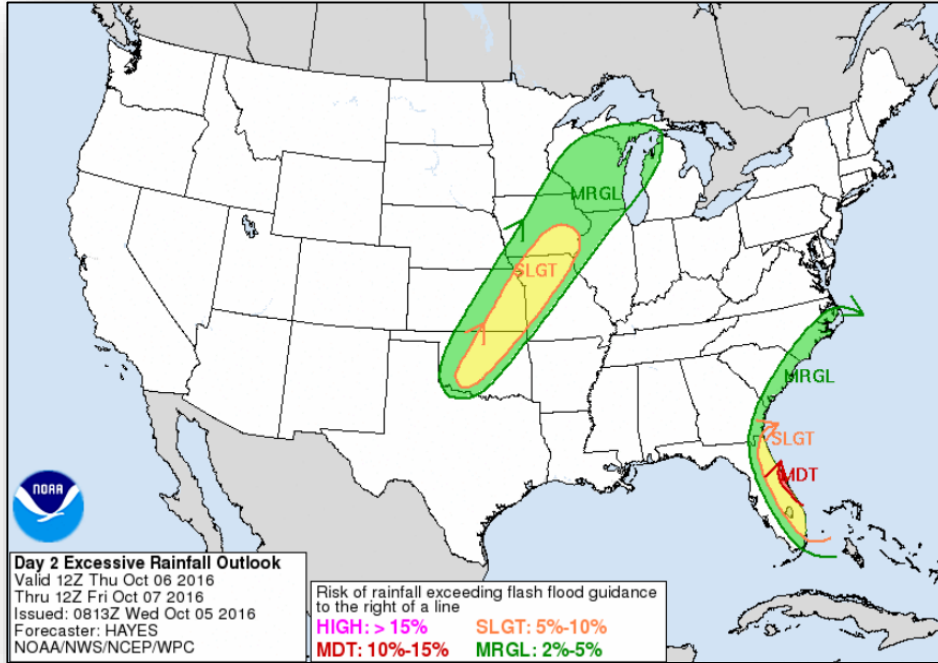 MRGL
SLGT
MRGL
SLGT
MDT
NOAA
Day 2 Excessive Rainfall Outlook
Valid 12Z Thu Oct 06 2016
Thru 12Z Fri Oct 07 2016
Issued: 0813Z Wed Oct 05 2016
Forecaster: HAYES
NOAA/NWS/NCEP/WPC
Risk of rainfall exceeding flash flood guidance
to the right of a line
HIGH: > 15% SLGT: 5%-10%
MDT: 10%-15% MRGL: 2%-5%